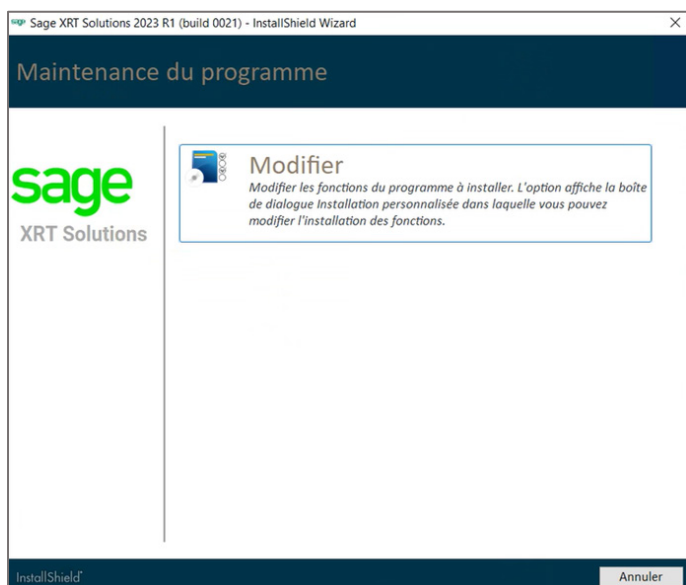 Sage XRT Solutions 2023 R1 (build 0021) - InstallShield Wizard
Maintenance du programme
sage
XRT Solutions
Modifier
Modifier les fonctions du programme à installer. L'option affiche la boîte
de dialogue Installation personnalisée dans laquelle vous pouvez
modifier l'installation des fonctions.
InstallShield
Annuler